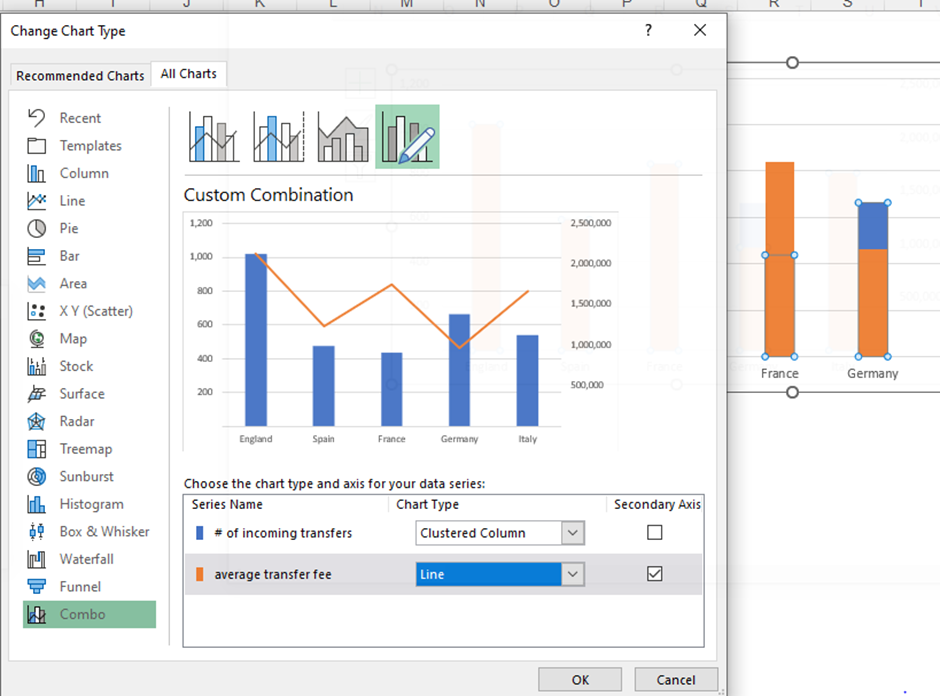 H I J K L M N O P Q R S T
Change Chart Type ? ×
Recommended Charts All Charts
Recent
Templates
Column
Line
Pie
Bar
Area
X Y (Scatter)
Map
Stock
Surface
Radar
Treemap
Sunburst
Histogram
Box & Whisker
Waterfall
Funnel
Combo
Custom Combination
1,200 2,500,000
1,000 2,000,000
800 1,500,000
600 1,000,000
400 500,000
200
England Spain France Germany Italy
France Germany
Choose the chart type and axis for your data series:
Series Name Chart Type Secondary Axis
# of incoming transfers Clustered Column
average transfer fee Line
OK Cancel